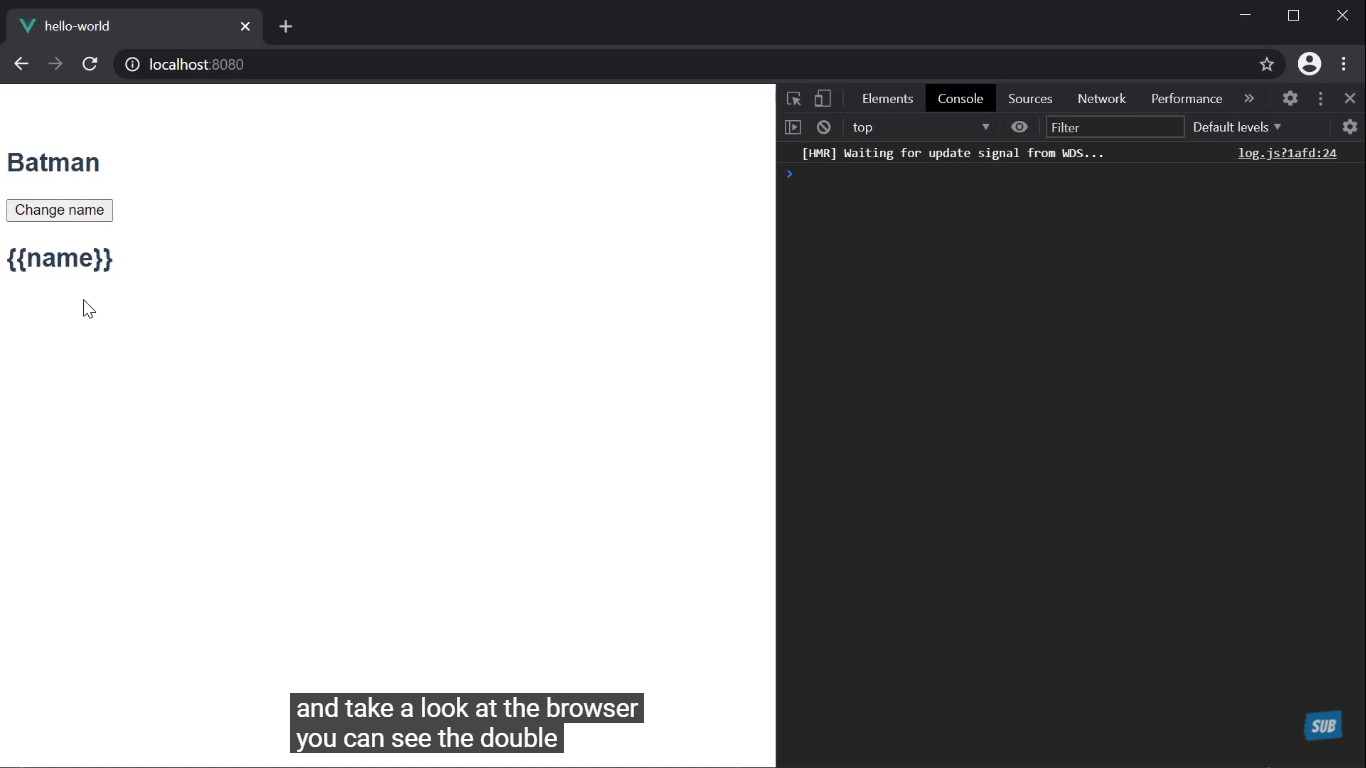 hello-world
localhost:8080
Elements Console Sources Network Performance »
top Filter Default levels
[HMR] Waiting for update signal from WDS... log.js?1afd:24
Batman
Change name
{{name}}
and take a look at the browser
you can see the double
SUB